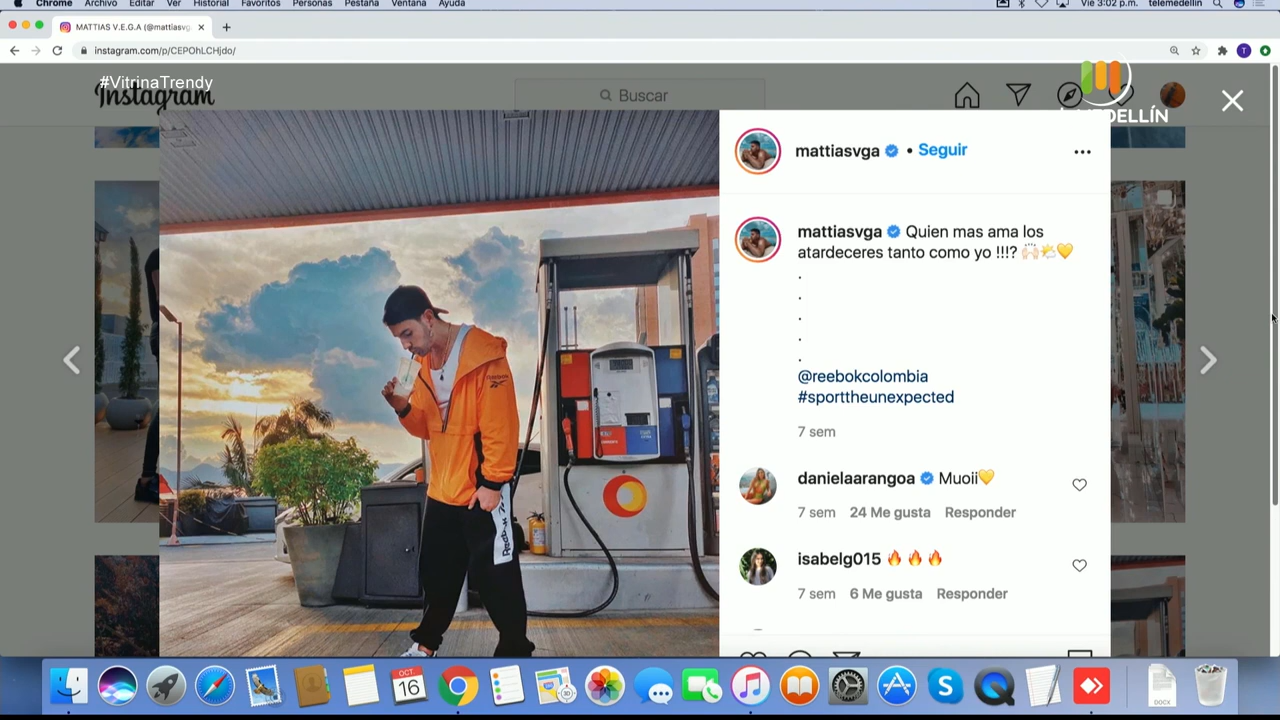 Chrome Archivo Editar Ver Historial Favoritos Personas Pestaña Ventana Ayuda
Vie 3:02 p.m. telemedellin
MATTIAS V.E.G.A (@mattiasvg
instagram.com/p/CEPOhLCHjdo/
T
#VitrinaTrendy
Instagram
Buscar
mattiasvga • Seguir
mattiasvga Quien mas ama los
atardeceres tanto como yo !!!? 🙌🏻🌤💛
.
.
.
.
.
@reebokcolombia
#sporttheunexpected
7 sem
danielaarangoa Muoii💛
7 sem 24 Me gusta Responder
isabelg015 🔥 🔥 🔥
7 sem 6 Me gusta Responder
Reebok
OCT.
16
DOCX